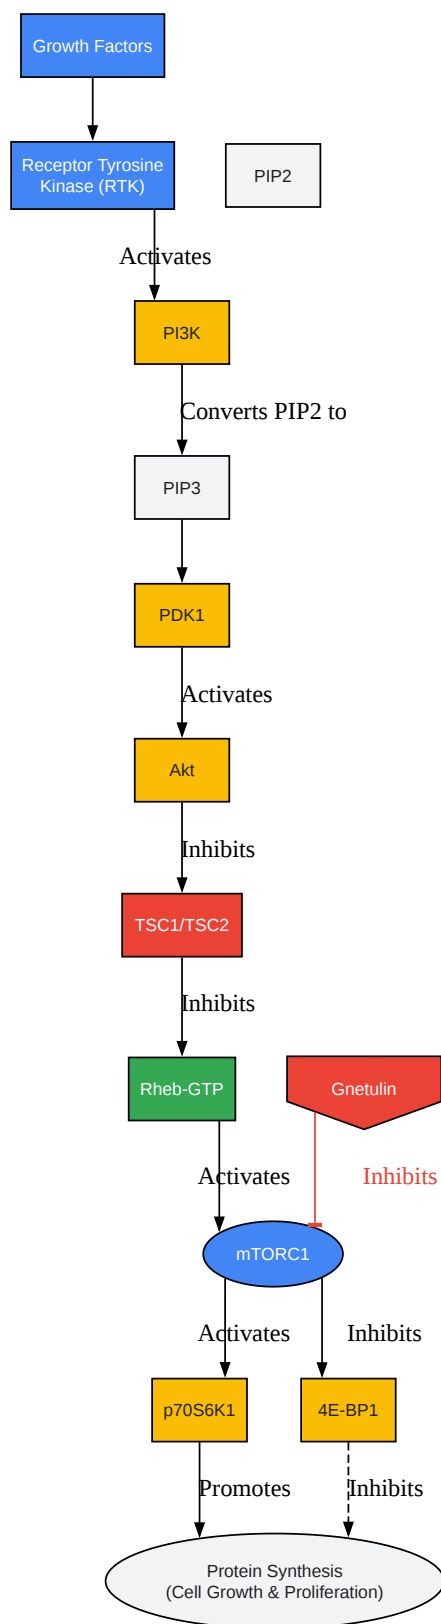 Growth Factors
Receptor Tyrosine
Kinase (RTK)
PIP2
Activates
PI3K
Converts PIP2 to
PIP3
PDK1
Activates
Akt
Inhibits
TSC1/TSC2
Inhibits
Rheb-GTP
Gnetulin
Activates
Inhibits
mTORC1
Activates
Inhibits
p70S6K1
4E-BP1
Promotes
Inhibits
Protein Synthesis
(Cell Growth & Proliferation)